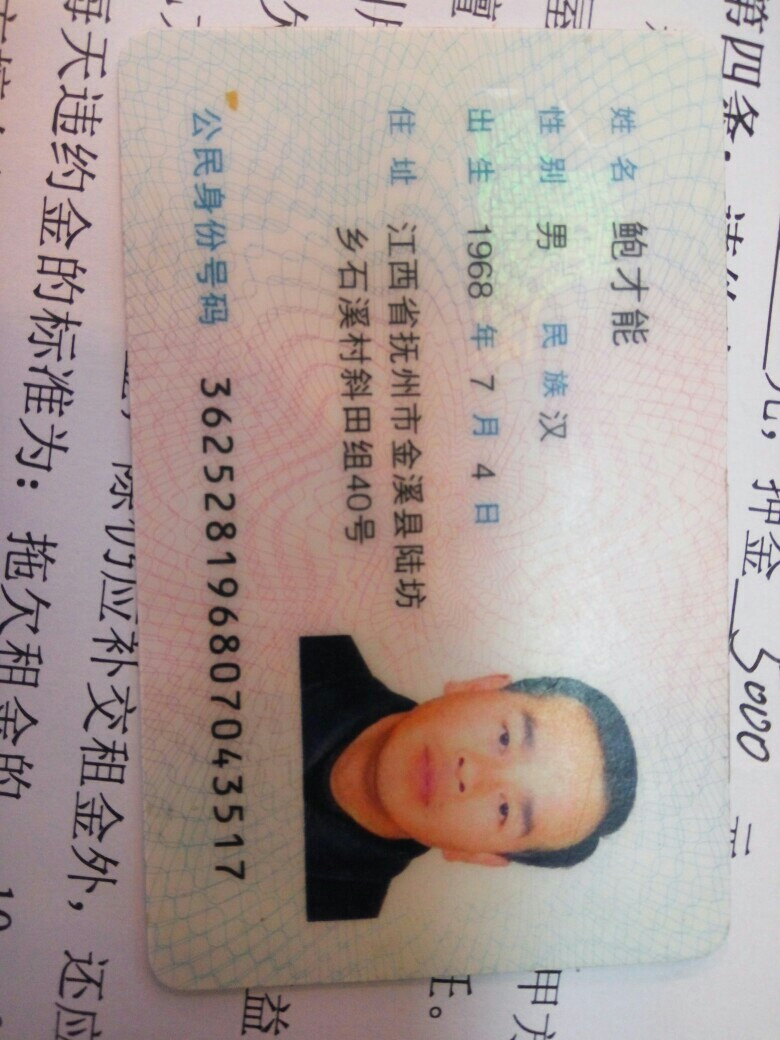 第四条.
元，押金 5000 元
甲方
姓名 鲍才能
性别 男 民族 汉
出生 1968 年 7 月 4 日
住址 江西省抚州市金溪县陆坊
乡石溪村斜田组40号
公民身份号码 362528196807043517
益
除仍应补交租金外，还应
每天违约金的标准为：拖欠租金的